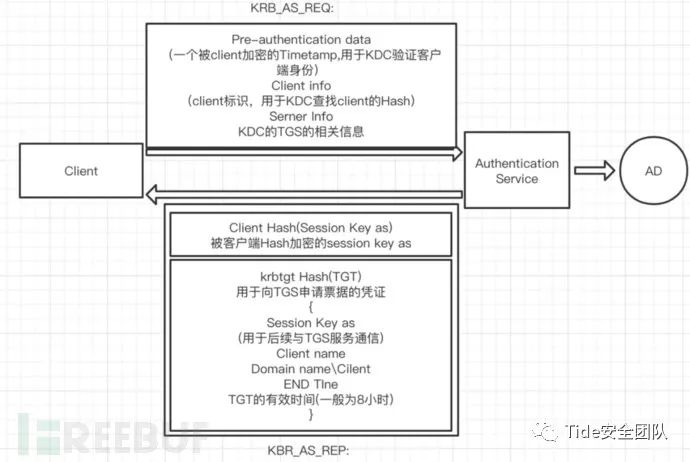 KRB_AS_REQ:
Pre-authentication data
(一个被client加密的Timetamp,用于KDC验证客户
端身份)
Client info
(client标识，用于KDC查找client的Hash)
Serner Info
KDC的TGS的相关信息
Client
Authentication
Service
AD
Client Hash(Session Key as)
被客户端Hash加密的session key as
krbtgt Hash(TGT)
用于向TGS申请票据的凭证
{
Session Key as
(用于后续与TGS服务通信)
Client name
Domain name\Cilent
END TIne
TGT的有效时间(一般为8小时)
}
KBR_AS_REP:
FREEBUF
Tide安全团队